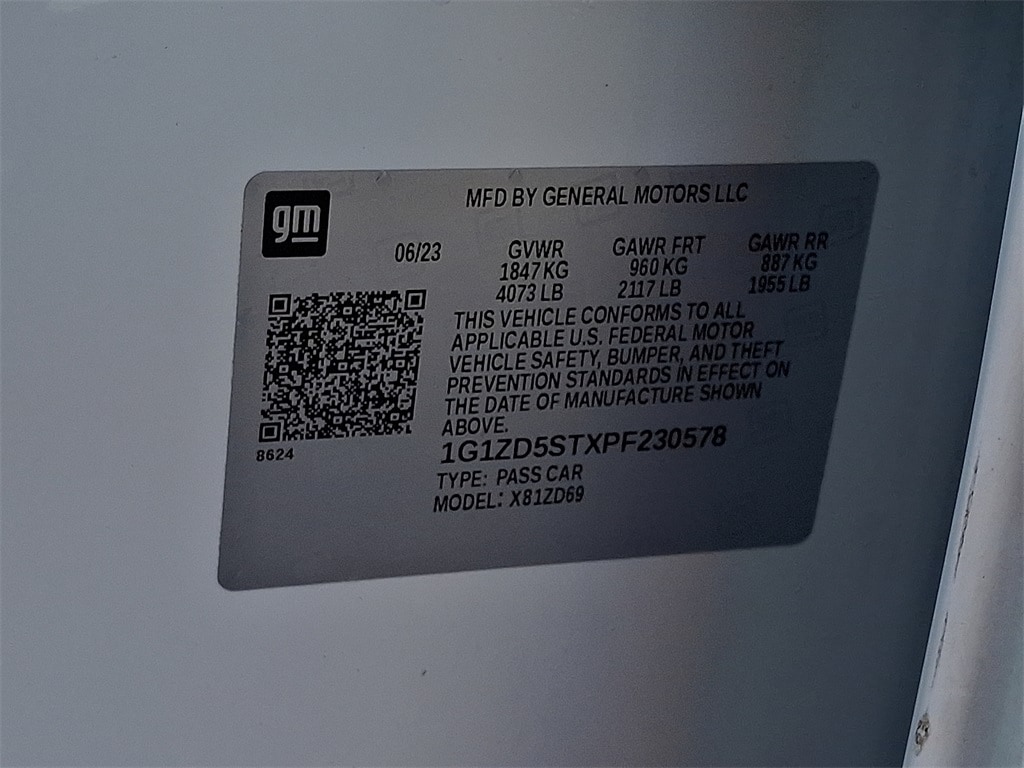 gm
MFD BY GENERAL MOTORS LLC
06/23 GVWR GAWR FRT GAWR RR
1847 KG 960 KG 887 KG
4073 LB 2117 LB 1955 LB
THIS VEHICLE CONFORMS TO ALL
APPLICABLE U.S. FEDERAL MOTOR
VEHICLE SAFETY, BUMPER, AND THEFT
PREVENTION STANDARDS IN EFFECT ON
THE DATE OF MANUFACTURE SHOWN
ABOVE.
8624
1G1ZD5STXPF230578
TYPE: PASS CAR
MODEL: X81ZD69